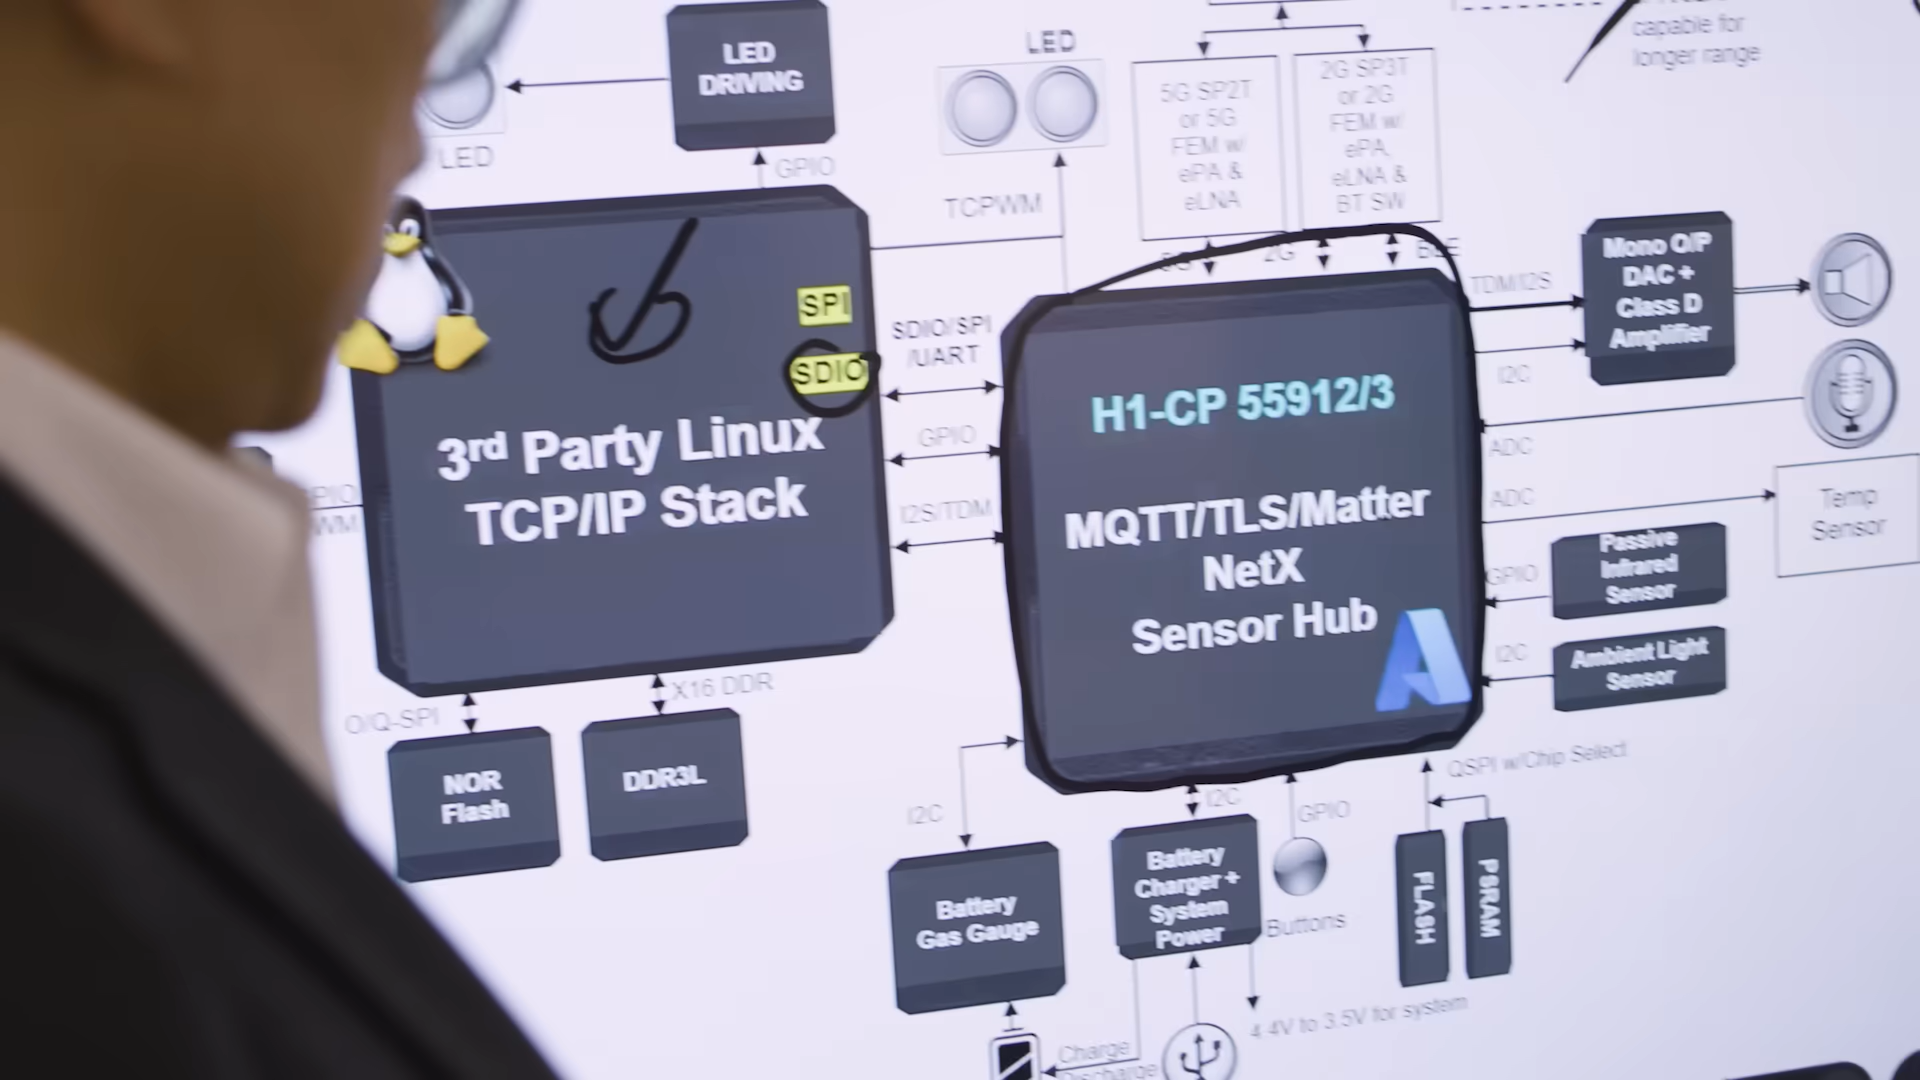 capable for
longer range
LED
DRIVING
LED
LED
GPIO
TCPWM
5G SP2T
or 5G
FEM w/
ePA &
eLNA
2G SP3T
or 2G
FEM w/
ePA,
eLNA &
BT SW
5G
2G
BLE
Mono O/P
DAC +
Class D
Amplifier
TDM/I2S
I2C
SPI
SDIO
SDIO/SPI
/UART
GPIO
I2S/TDM
3rd Party Linux
TCP/IP Stack
H1-CP 55912/3
MQTT/TLS/Matter
NetX
Sensor Hub
ADC
ADC
Temp
Sensor
GPIO
Passive
Infrared
Sensor
I2C
Ambient Light
Sensor
O/Q-SPI
X16 DDR
NOR
Flash
DDR3L
I2C
I2C
GPIO
QSPI w/Chip Select
Battery
Gas Gauge
Battery
Charger +
System
Power
Buttons
FLASH
PSRAM
4.4V to 3.5V for system
Charge
Discharge